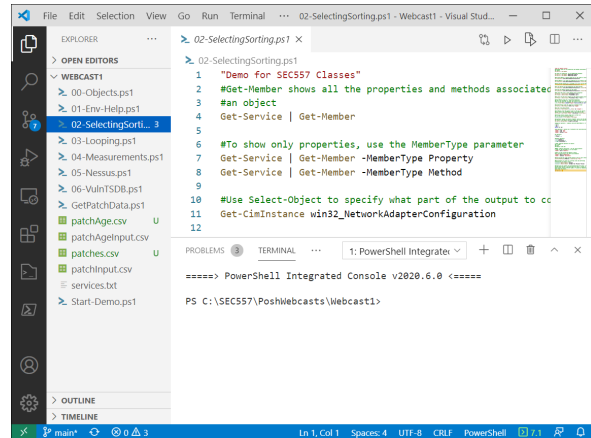 File Edit Selection View Go Run Terminal ··· 02-SelectingSorting.ps1 - Webcast1 - Visual Stud...
EXPLORER ···
OPEN EDITORS
WEBCAST1
00-Objects.ps1
01-Env-Help.ps1
02-SelectingSorti... 3
03-Looping.ps1
04-Measurements.ps1
05-Nessus.ps1
06-VulnTSDB.ps1
GetPatchData.ps1
patchAge.csv U
patchAgeInput.csv
patches.csv U
patchInput.csv
services.txt
Start-Demo.ps1
OUTLINE
TIMELINE
7
02-SelectingSorting.ps1
02-SelectingSorting.ps1
1 "Demo for SEC557 Classes"
2 #Get-Member shows all the properties and methods associated
3 #an object
4 Get-Service | Get-Member
5
6 #To show only properties, use the MemberType parameter
7 Get-Service | Get-Member -MemberType Property
8 Get-Service | Get-Member -MemberType Method
9
10 #Use Select-Object to specify what part of the output to cc
11 Get-CimInstance win32_NetworkAdapterConfiguration
12
PROBLEMS 3 TERMINAL ··· 1: PowerShell Integrate
=====> PowerShell Integrated Console v2020.6.0 <=====
PS C:\SEC557\PoshWebcasts\Webcast1>
main* 0 3 Ln 1, Col 1 Spaces: 4 UTF-8 CRLF PowerShell 7.1